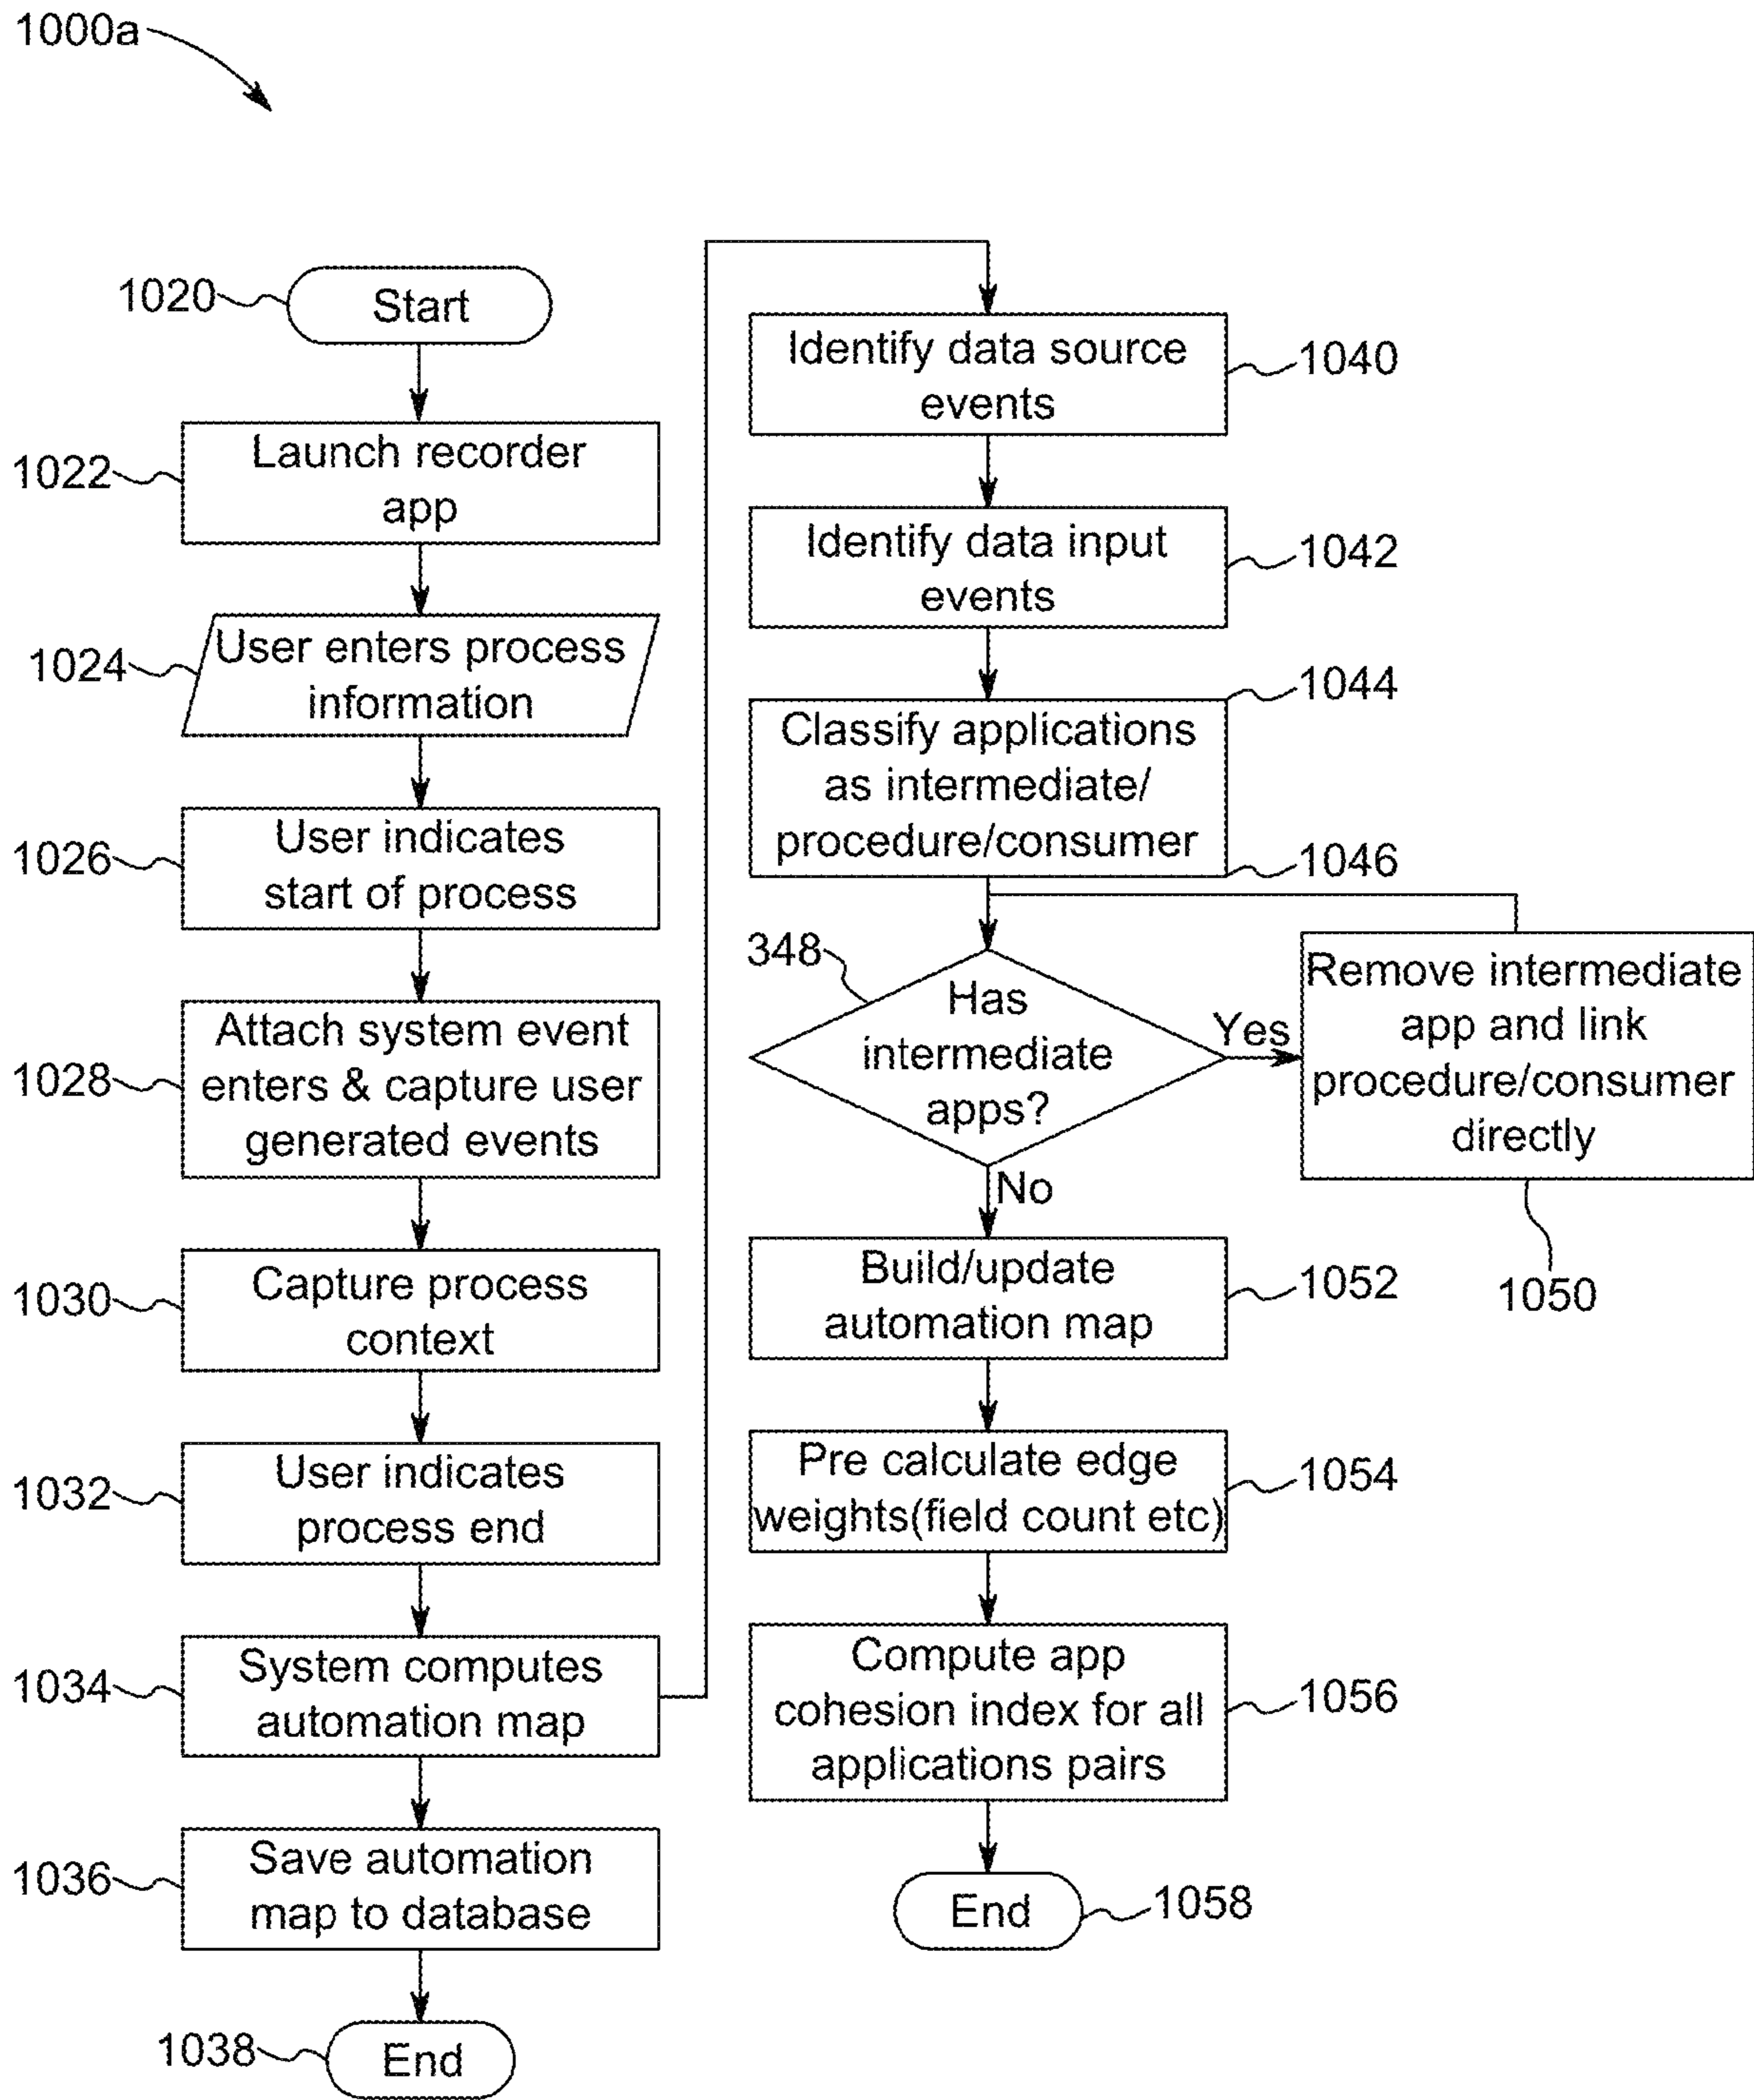 1000a
1020
Start
1022
Launch recorder
app
1024
User enters process
information
1026
User indicates
start of process
1028
Attach system event
enters & capture user
generated events
1030
Capture process
context
1032
User indicates
process end
1034
System computes
automation map
1036
Save automation
map to database
1038
End
Identify data source
events
1040
Identify data input
events
1042
1044
Classify applications
as intermediate/
procedure/consumer
1046
348
Has
intermediate
apps?
Yes
Remove intermediate
app and link
procedure/consumer
directly
1050
No
Build/update
automation map
1052
Pre calculate edge
weights(field count etc)
1054
Compute app
cohesion index for all
applications pairs
1056
End
1058